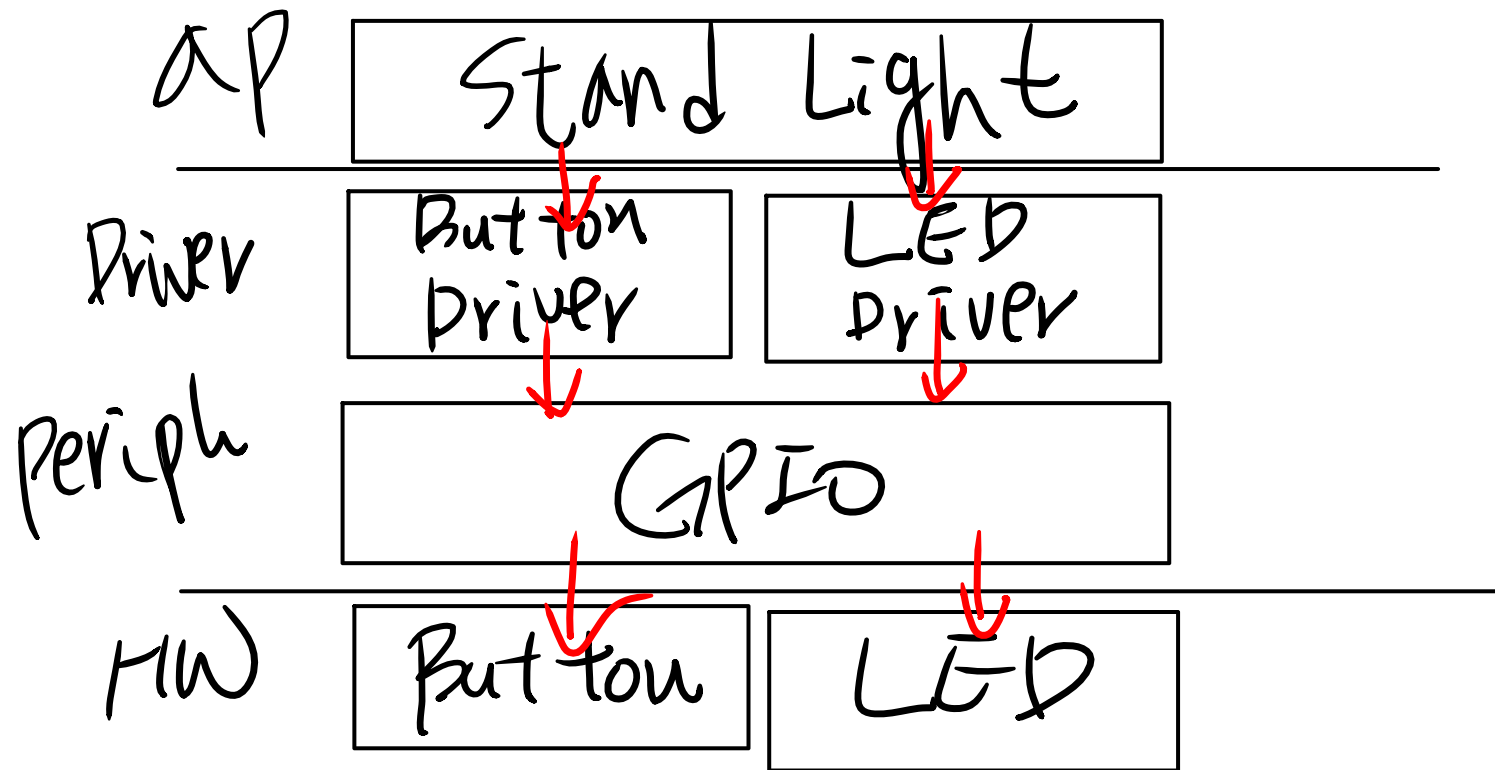 AP
Stand Light
Driver
Button
Driver
LED
Driver
Periph
GPIO
HW
Button
LED